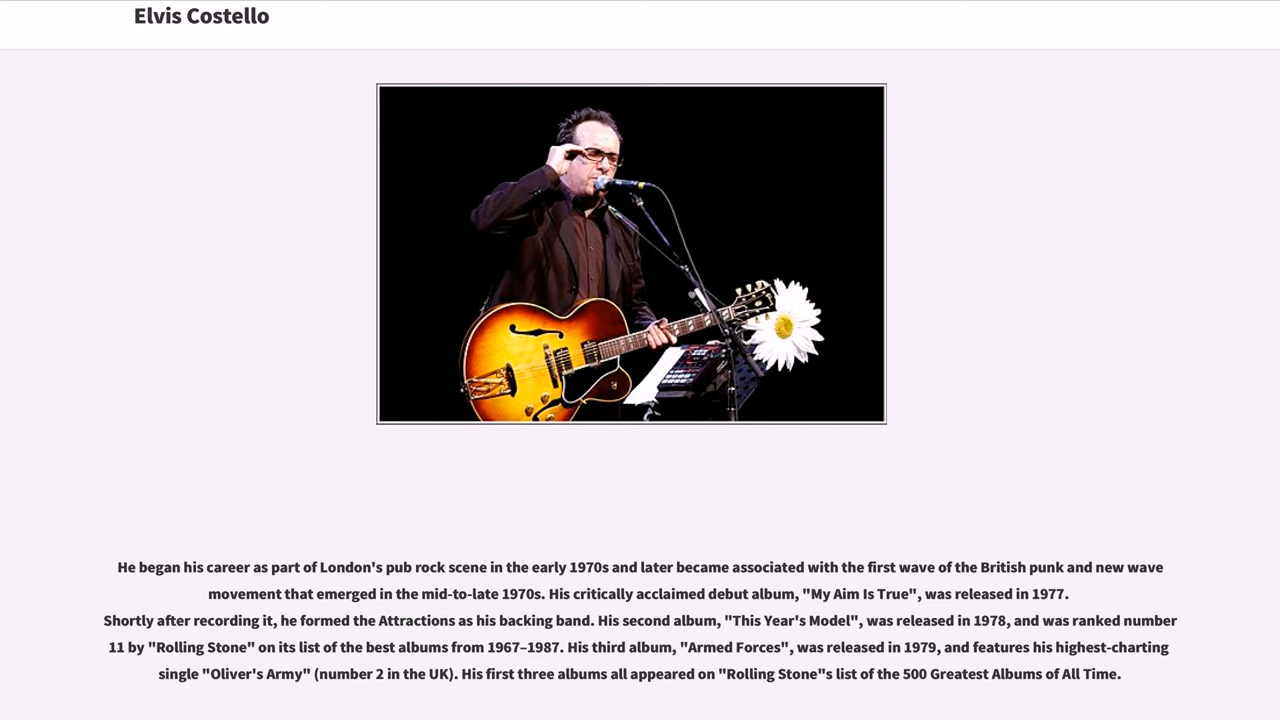 Elvis Costello
He began his career as part of London's pub rock scene in the early 1970s and later became associated with the first wave of the British punk and new wave
movement that emerged in the mid-to-late 1970s. His critically acclaimed debut album, "My Aim Is True", was released in 1977.
Shortly after recording it, he formed the Attractions as his backing band. His second album, "This Year's Model", was released in 1978, and was ranked number
11 by "Rolling Stone" on its list of the best albums from 1967–1987. His third album, "Armed Forces", was released in 1979, and features his highest-charting
single "Oliver's Army" (number 2 in the UK). His first three albums all appeared on "Rolling Stone"s list of the 500 Greatest Albums of All Time.